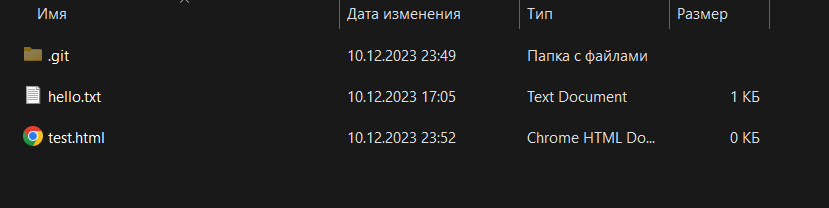 Имя Дата изменения Тип Размер
.git 10.12.2023 23:49 Папка с файлами
hello.txt 10.12.2023 17:05 Text Document 1 КБ
test.html 10.12.2023 23:52 Chrome HTML Do... 0 КБ